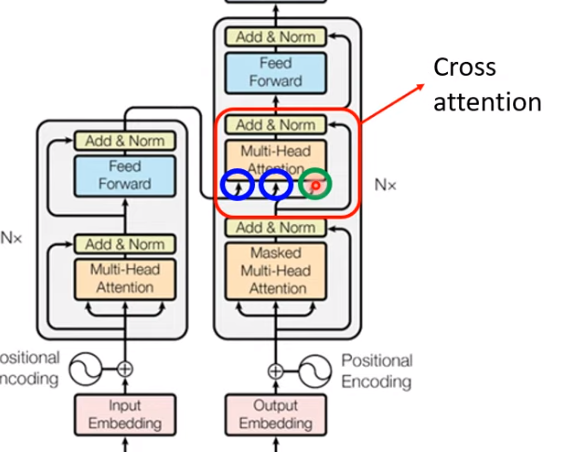 Add & Norm
Feed
Forward
Cross
attention
Add & Norm
Multi-Head
Attention
Nx
Add & Norm
Feed
Forward
Nx
Add & Norm
Masked
Multi-Head
Attention
Add & Norm
Multi-Head
Attention
ositional
ncoding
Positional
Encoding
Input
Embedding
Output
Embedding